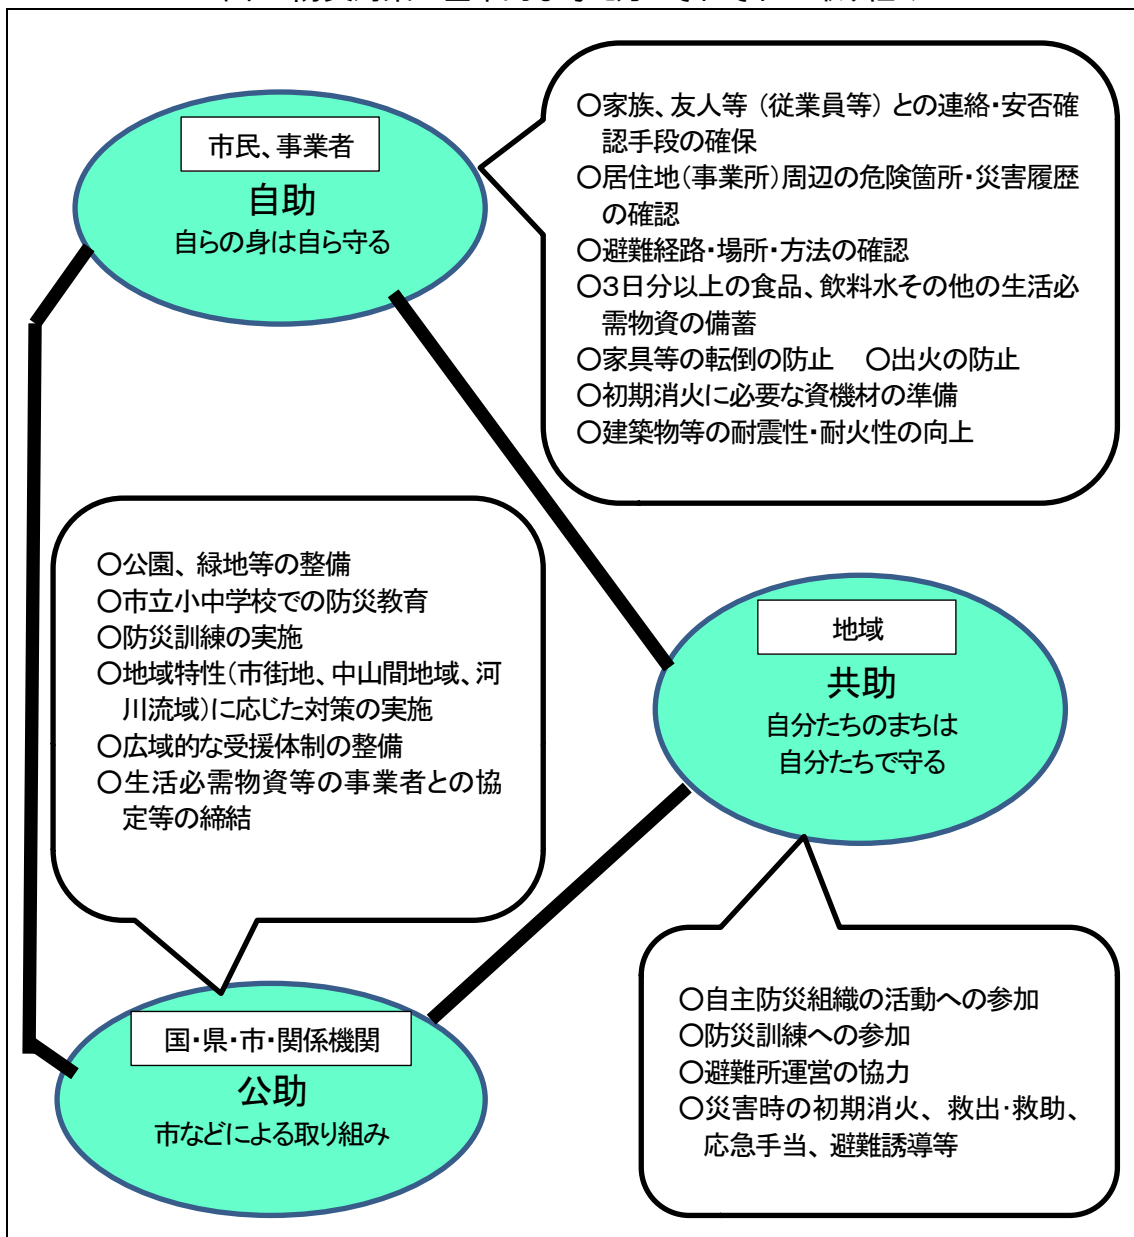 市民、事業者
自助
自らの身は自ら守る
○家族、友人等（従業員等）との連絡・安否確
認手段の確保
○居住地（事業所）周辺の危険箇所・災害履歴
の確認
○避難経路・場所・方法の確認
○３日分以上の食品、飲料水その他の生活必
需物資の備蓄
○家具等の転倒の防止　○出火の防止
○初期消火に必要な資機材の準備
○建築物等の耐震性・耐火性の向上
○公園、緑地等の整備
○市立小中学校での防災教育
○防災訓練の実施
○地域特性（市街地、中山間地域、河
川流域）に応じた対策の実施
○広域的な受援体制の整備
○生活必需物資等の事業者との協
定等の締結
地域
共助
自分たちのまちは
自分たちで守る
国・県・市・関係機関
公助
市などによる取り組み
○自主防災組織の活動への参加
○防災訓練への参加
○避難所運営の協力
○災害時の初期消火、救出・救助、
応急手当、避難誘導等